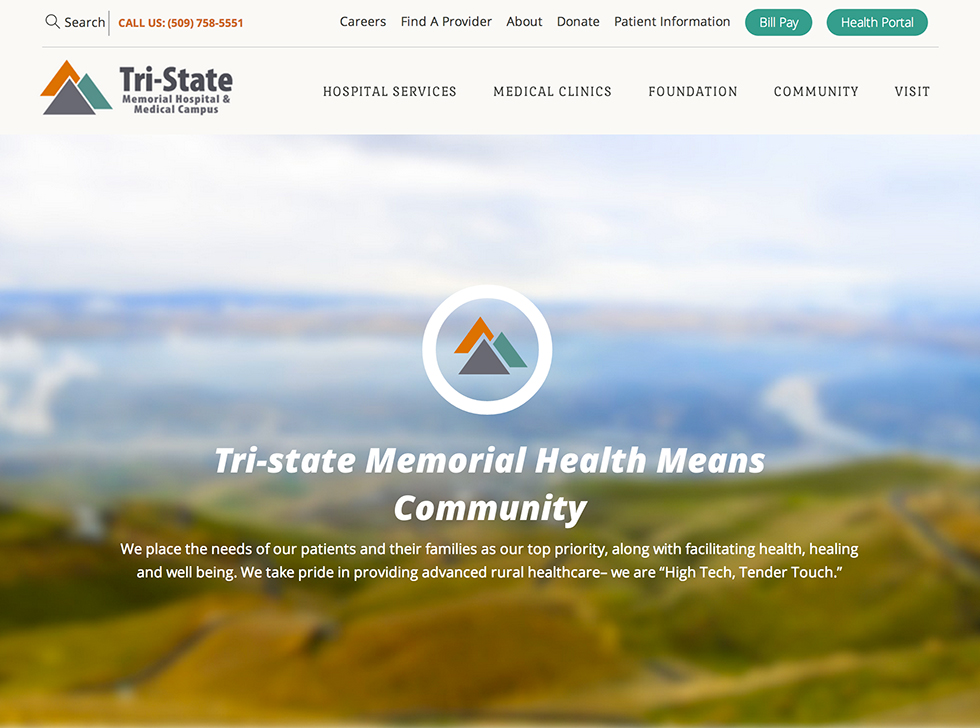 Search
CALL US: (509) 758-5551
Careers Find A Provider About Donate Patient Information Bill Pay Health Portal
Tri-State
Memorial Hospital &
Medical Campus
HOSPITAL SERVICES MEDICAL CLINICS FOUNDATION COMMUNITY VISIT
Tri-state Memorial Health Means
Community
We place the needs of our patients and their families as our top priority, along with facilitating health, healing
and well being. We take pride in providing advanced rural healthcare– we are “High Tech, Tender Touch.”